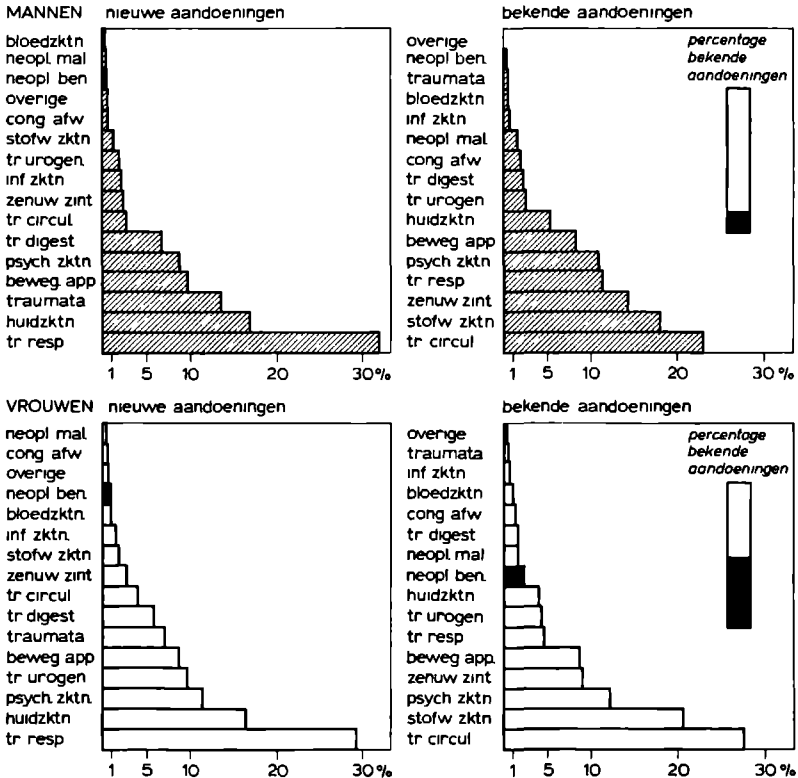 MANNEN nieuwe aandoeningen
bloedzktn
neopl mal
neopl ben
overige
cong afw
stofw zktn
tr urogen.
inf zktn
zenuw zint
tr circul
tr digest
psych zktn
beweg. app
traumata
huidzktn
tr resp
1 5 10 20 30%
bekende aandoeningen
overige
neopl ben.
traumata
bloedzktn
inf zktn
neopl mal
cong afw
tr digest
tr urogen
huidzktn
beweg app
psych zktn
tr resp
zenuw zint
stofw zktn
tr circul
percentage
bekende
aandoeningen
1 5 10 20 30%
VROUWEN nieuwe aandoeningen
neopl mal
cong afw
overige
neopl ben.
bloedzktn.
inf zktn.
stofw zktn
zenuw zint
tr circul
tr digest
traumata
beweg app
tr urogen
psych. zktn.
huidzktn
tr resp
1 5 10 20 30%
bekende aandoeningen
overige
traumata
inf zktn
bloedzktn
cong afw
tr digest
neopl mal
neopl ben.
huidzktn
tr urogen
tr resp
beweg app.
zenuw zint
psych zktn
stofw zktn
tr circul
percentage
bekende
aandoeningen
1 5 10 20 30%